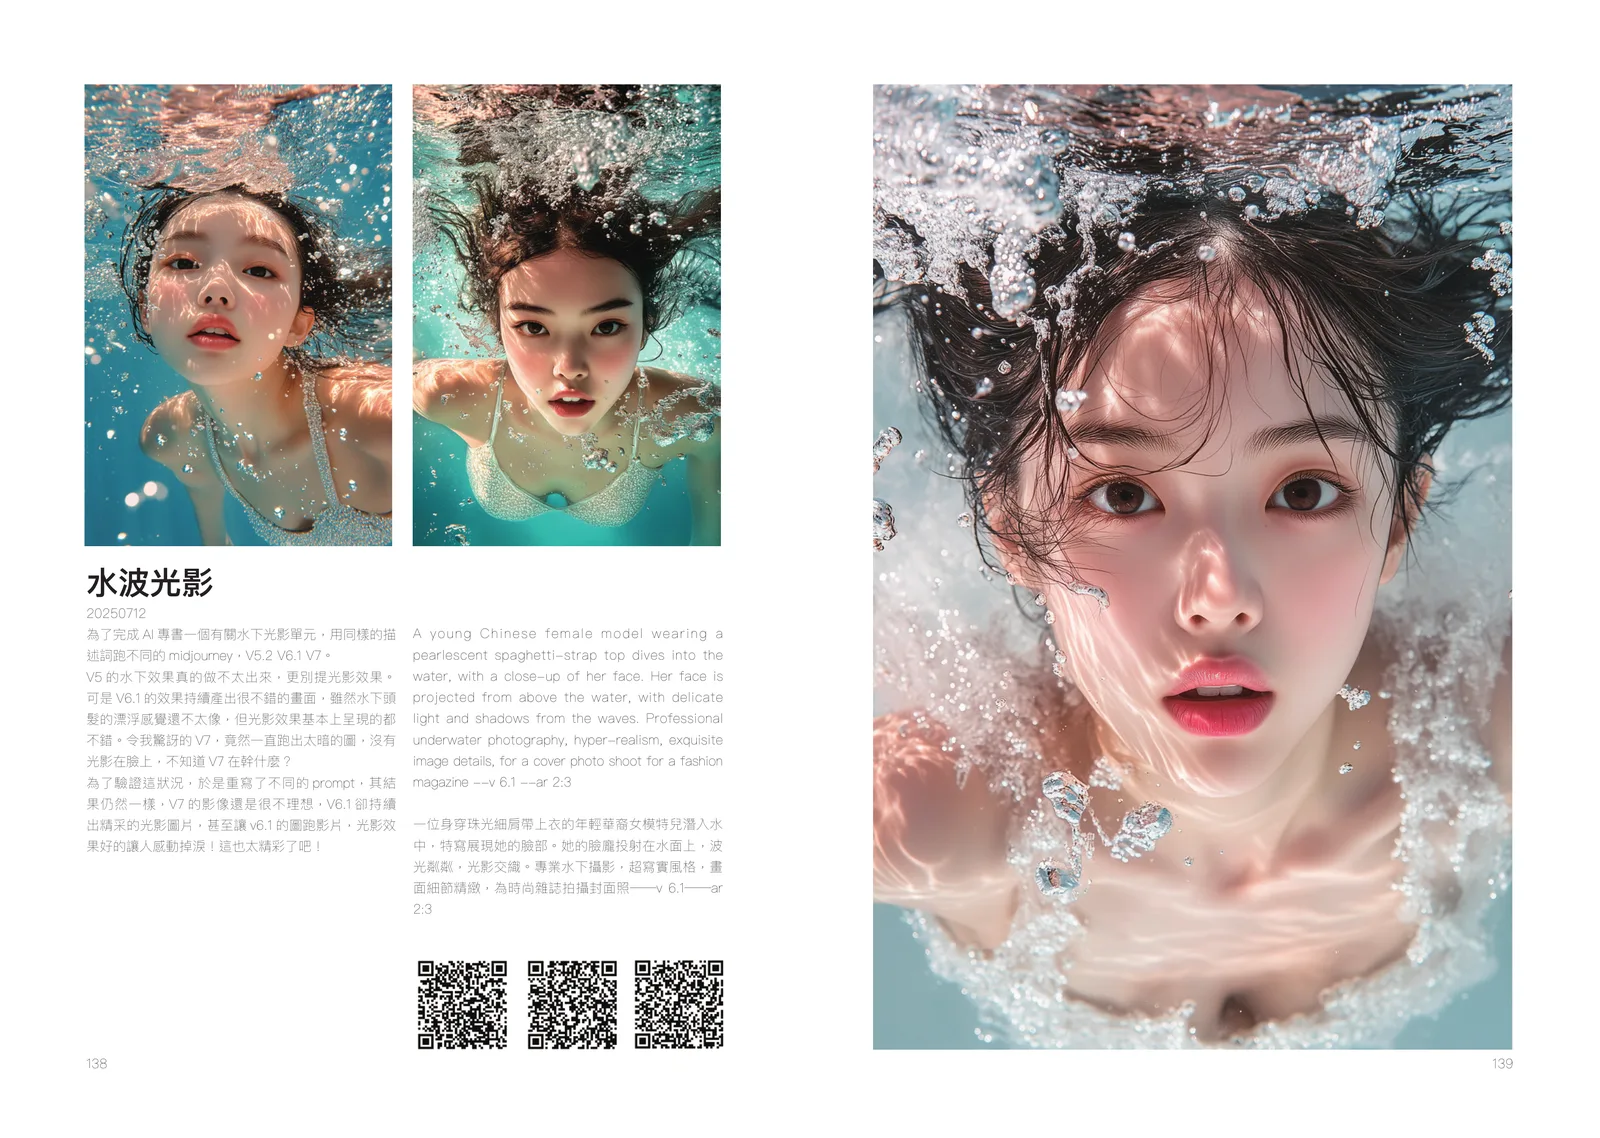 水波光影
20250712
為了完成 AI 專書一個有關水下光影單元，用同樣的描
述詞跑不同的 midjourney，V5.2 V6.1 V7。
V5 的水下效果真的做不太出來，更別提光影效果。
可是 V6.1 的效果持續產出很不錯的畫面，雖然水下頭
髮的漂浮感覺還不太像，但光影效果基本上呈現的都
不錯。令我驚訝的 V7，竟然一直跑出太暗的圖，沒有
光影在臉上，不知道 V7 在幹什麼？
為了驗證這狀況，於是重寫了不同的 prompt，其結
果仍然一樣，V7 的影像還是很不理想，V6.1 卻持續
出精采的光影圖片，甚至讓 v6.1 的圖跑影片，光影效
果好的讓人感動掉淚！這也太精彩了吧！
A young Chinese female model wearing a
pearlescent spaghetti-strap top dives into the
water, with a close-up of her face. Her face is
projected from above the water, with delicate
light and shadows from the waves. Professional
underwater photography, hyper-realism, exquisite
image details, for a cover photo shoot for a fashion
magazine --v 6.1 --ar 2:3
一位身穿珠光細肩帶上衣的年輕華裔女模特兒潛入水
中，特寫展現她的臉部。她的臉龐投射在水面上，波
光粼粼，光影交織。專業水下攝影，超寫實風格，畫
面細節精緻，為時尚雜誌拍攝封面照——v 6.1——ar
2:3
138
139